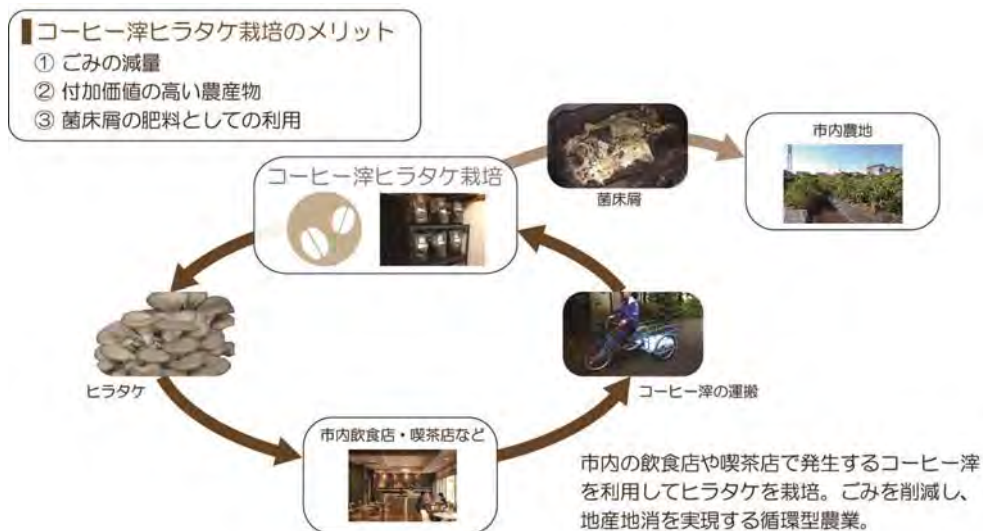 コーヒー滓ヒラタケ栽培のメリット
① ごみの減量
② 付加価値の高い農産物
③ 菌床屑の肥料としての利用
市内農地
コーヒー滓ヒラタケ栽培
菌床屑
ヒラタケ
コーヒー滓の運搬
市内飲食店・喫茶店など
市内の飲食店や喫茶店で発生するコーヒー滓
を利用してヒラタケを栽培。ごみを削減し、
地産地消を実現する循環型農業。